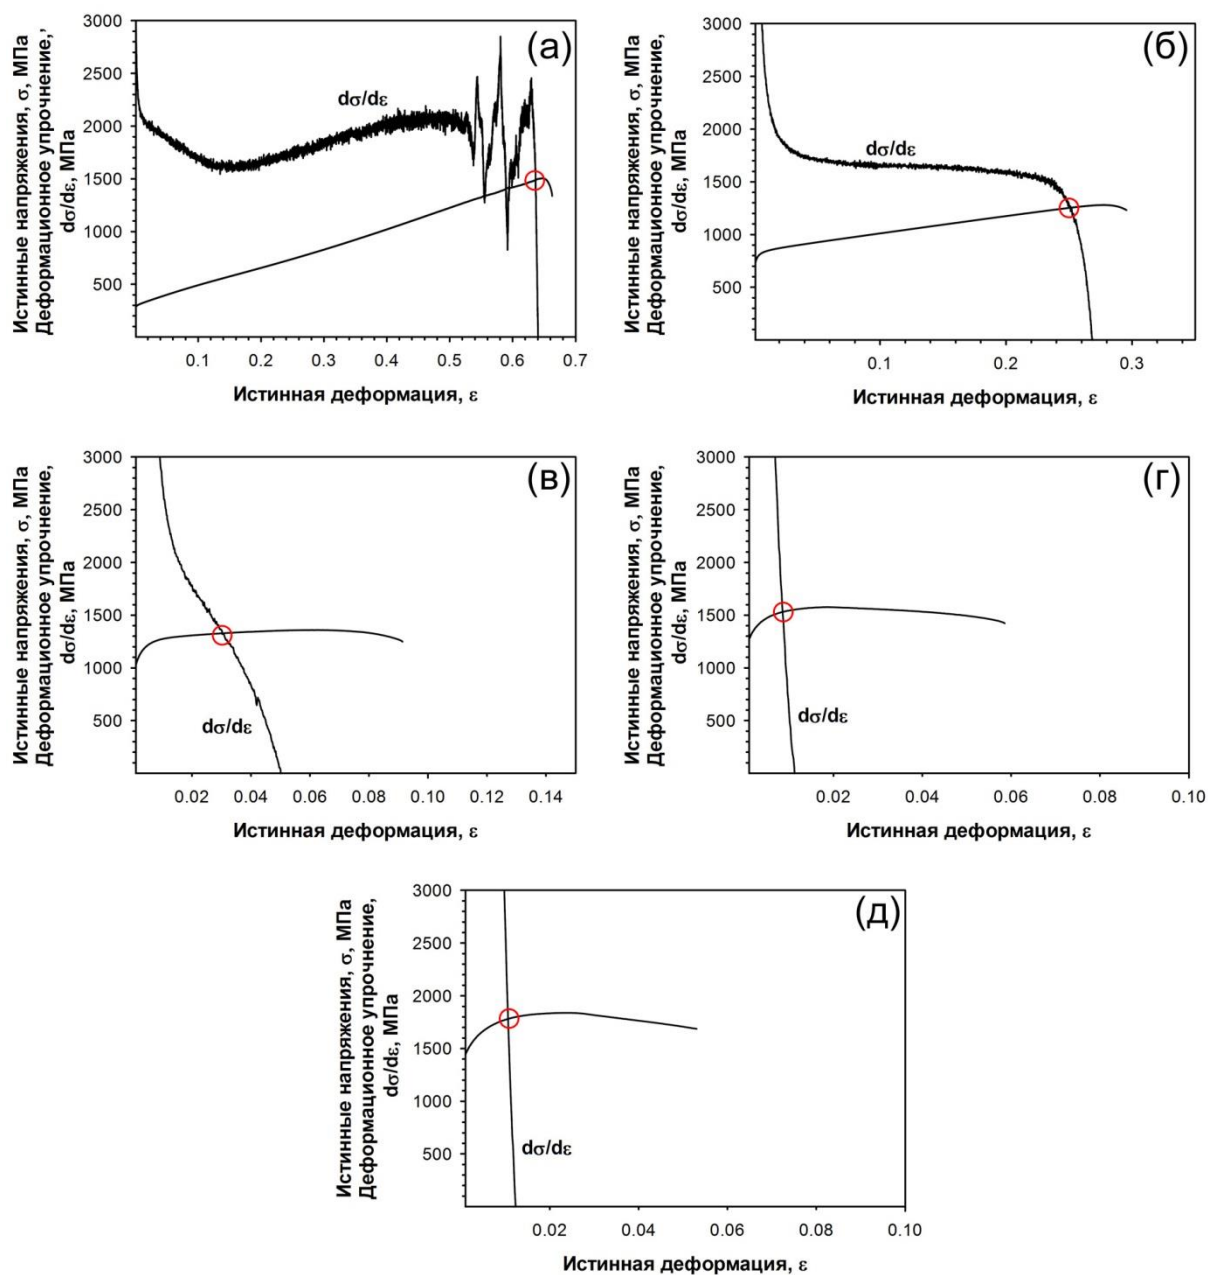 (а)
Истинные напряжения, σ, МПа
Деформационное упрочнение,
dσ/dε, МПа
3000
2500
2000
1500
1000
500
dσ/dε
0.1 0.2 0.3 0.4 0.5 0.6 0.7
Истинная деформация, ε
(б)
Истинные напряжения, σ, МПа
Деформационное упрочнение,
dσ/dε, МПа
3000
2500
2000
1500
1000
500
dσ/dε
0.1 0.2 0.3
Истинная деформация, ε
(в)
Истинные напряжения, σ, МПа
Деформационное упрочнение,
dσ/dε, МПа
3000
2500
2000
1500
1000
500
dσ/dε
0.02 0.04 0.06 0.08 0.10 0.12 0.14
Истинная деформация, ε
(г)
Истинные напряжения, σ, МПа
Деформационное упрочнение,
dσ/dε, МПа
3000
2500
2000
1500
1000
500
dσ/dε
0.02 0.04 0.06 0.08 0.10
Истинная деформация, ε
(д)
Истинные напряжения, σ, МПа
Деформационное упрочнение,
dσ/dε, МПа
3000
2500
2000
1500
1000
500
dσ/dε
0.02 0.04 0.06 0.08 0.10
Истинная деформация, ε